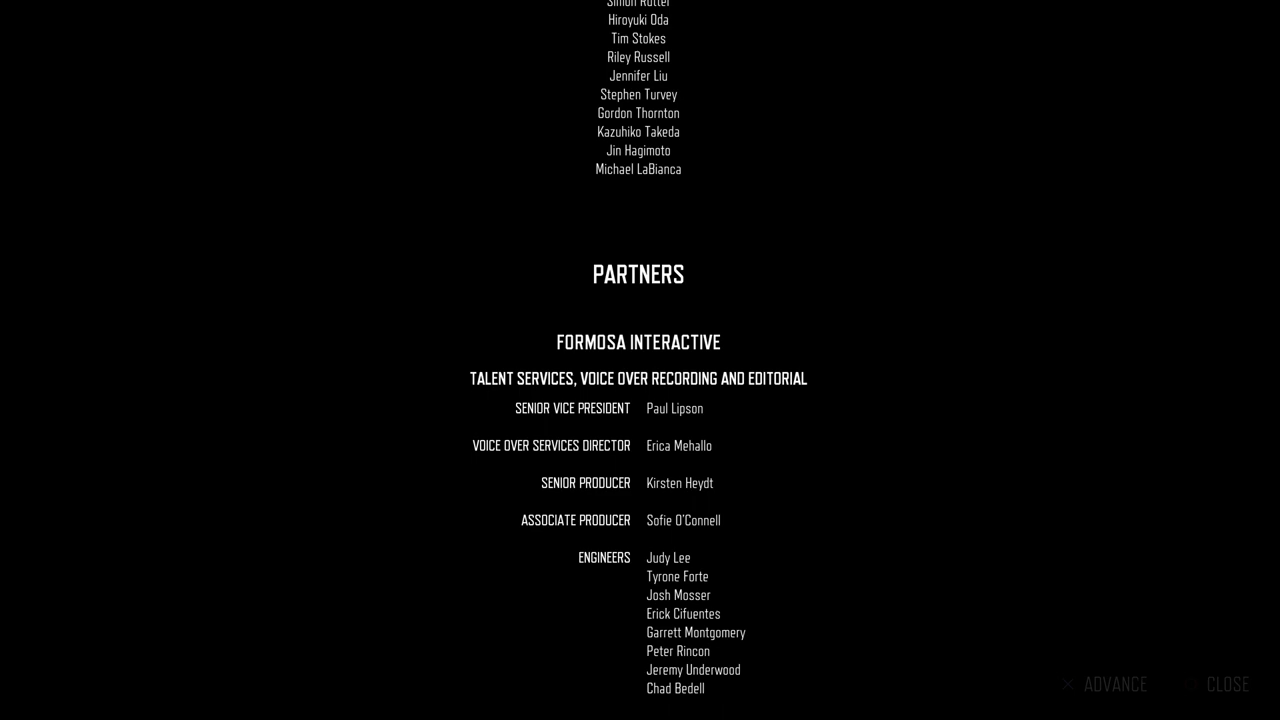 Simon Rutter
Hiroyuki Oda
Tim Stokes
Riley Russell
Jennifer Liu
Stephen Turvey
Gordon Thornton
Kazuhiko Takeda
Jin Hagimoto
Michael LaBianca
PARTNERS
FORMOSA INTERACTIVE
TALENT SERVICES, VOICE OVER RECORDING AND EDITORIAL
SENIOR VICE PRESIDENT Paul Lipson
VOICE OVER SERVICES DIRECTOR Erica Mehallo
SENIOR PRODUCER Kirsten Heydt
ASSOCIATE PRODUCER Sofie O'Connell
ENGINEERS Judy Lee
Tyrone Forte
Josh Mosser
Erick Cifuentes
Garrett Montgomery
Peter Rincon
Jeremy Underwood
Chad Bedell
ADVANCE CLOSE